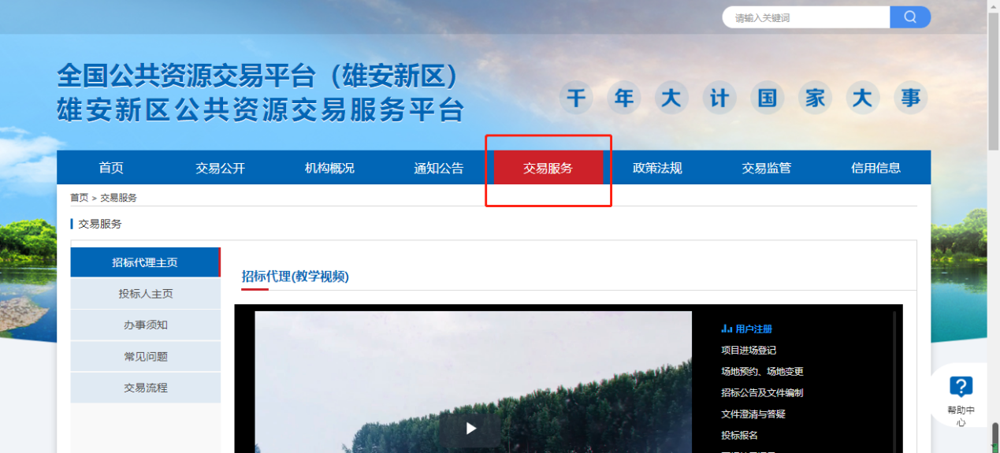 请输入关键词
全国公共资源交易平台（雄安新区）
雄安新区公共资源交易服务平台
千年大计国家大事
首页 交易公开 机构概况 通知公告 交易服务 政策法规 交易监管 信用信息
首页 > 交易服务
交易服务
招标代理主页
投标人主页
办事须知
常见问题
交易流程
招标代理(教学视频)
用户注册
项目进场登记
场地预约、场地变更
招标公告及文件编制
文件澄清与答疑
投标报名
帮助中
心